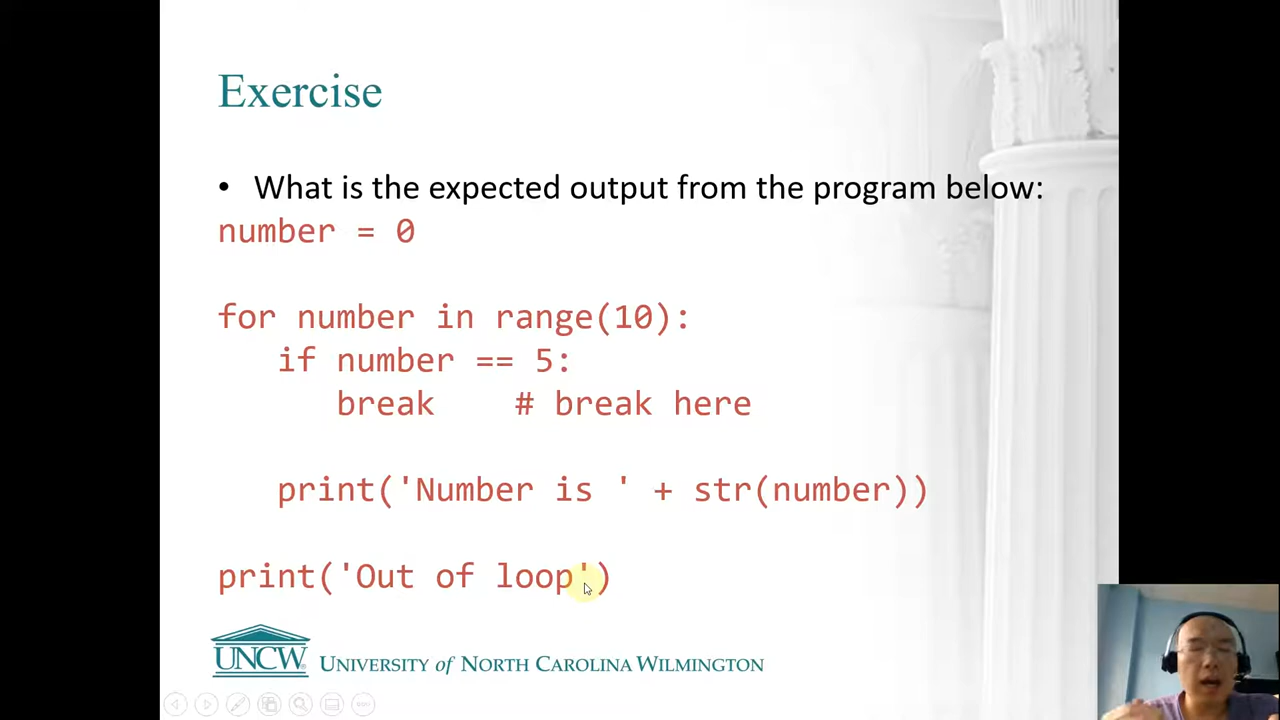 Exercise
• What is the expected output from the program below:
number = 0
for number in range(10):
if number == 5:
break    # break here
print('Number is ' + str(number))
print('Out of loop')
UNCW UNIVERSITY of NORTH CAROLINA WILMINGTON